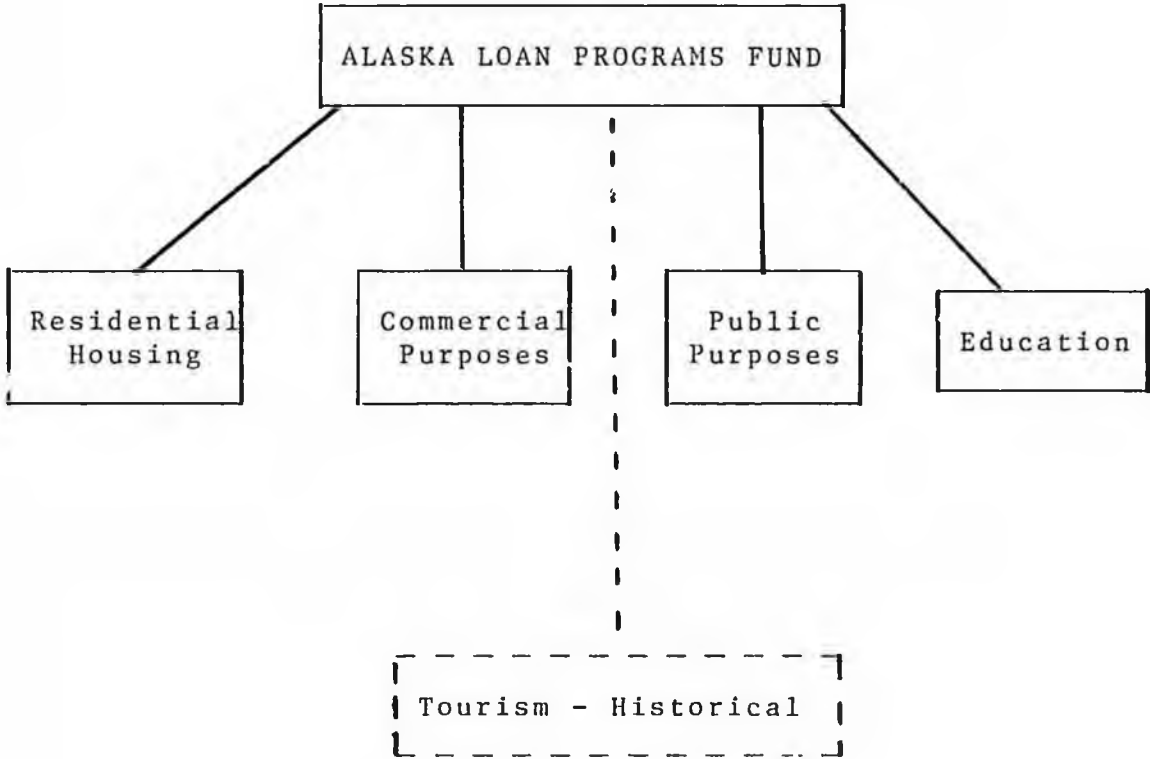 ALASKA LOAN PROGRAMS FUND
Residential
Housing
Commercial
Purposes
Public
Purposes
Education
Tourism - Historical